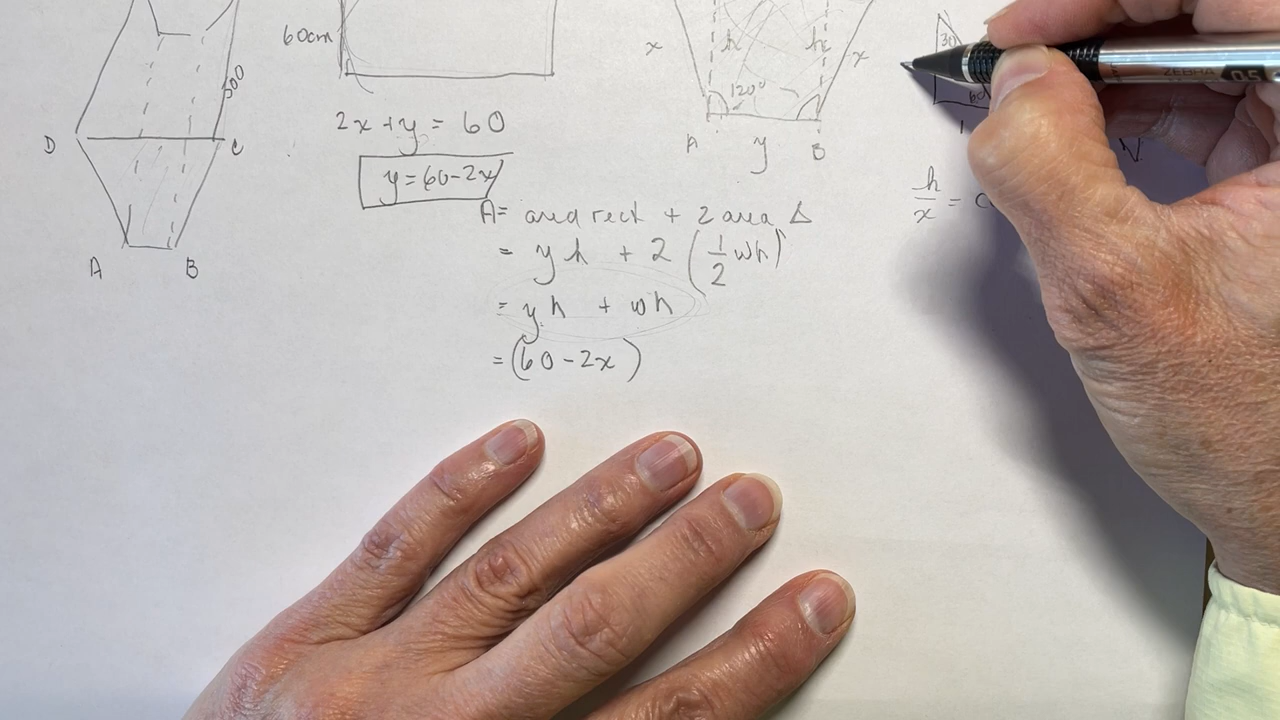 60cm
300
D
C
A
B
2x + y = 60
y = 60 - 2x
x
h
h
x
120°
A
y
B
30
60
1
h/x =
A = area rect + 2 area Δ
= yh + 2 (1/2 wh)
= yh + wh
= (60 - 2x )
ZEBRA 0.5